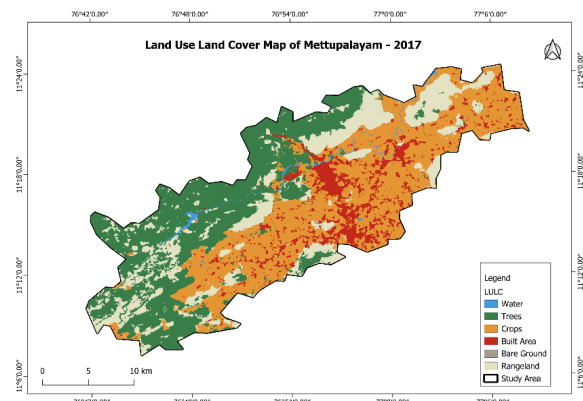 76°42'0.00" 76°48'0.00" 76°54'0.00" 77°0'0.00" 77°6'0.00"
Land Use Land Cover Map of Mettupalayam - 2017
11°24'0.00" 11°24'0.00"
11°18'0.00" 11°18'0.00"
11°12'0.00" 11°12'0.00"
11°6'0.00" 11°6'0.00"
Legend
LULC
Water
Trees
Crops
Built Area
Bare Ground
Rangeland
Study Area
0 5 10 km